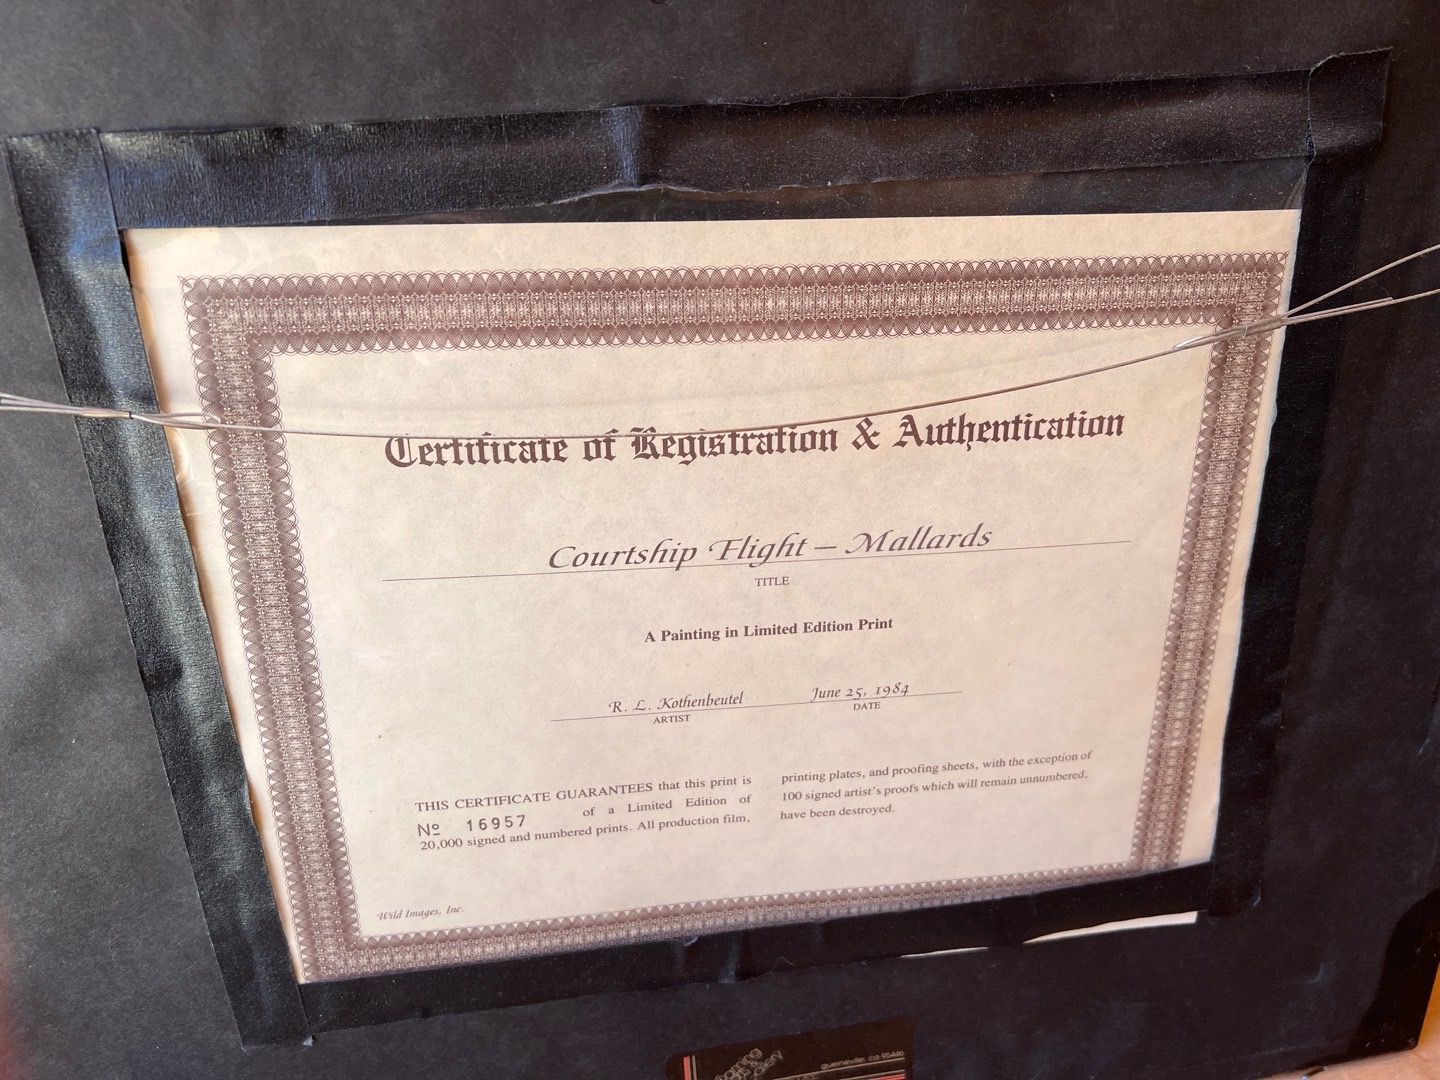 Certificate of Registration & Authentication
Courtship Flight – Mallards
TITLE
A Painting in Limited Edition Print
R. L. Kothenbeutel June 25, 1984
ARTIST DATE
THIS CERTIFICATE GUARANTEES that this print is
Nº 16957 of a Limited Edition of
20,000 signed and numbered prints. All production film,
printing plates, and proofing sheets, with the exception of
100 signed artist's proofs which will remain unnumbered,
have been destroyed.
Wild Images, Inc.
guerneville, ca 95446